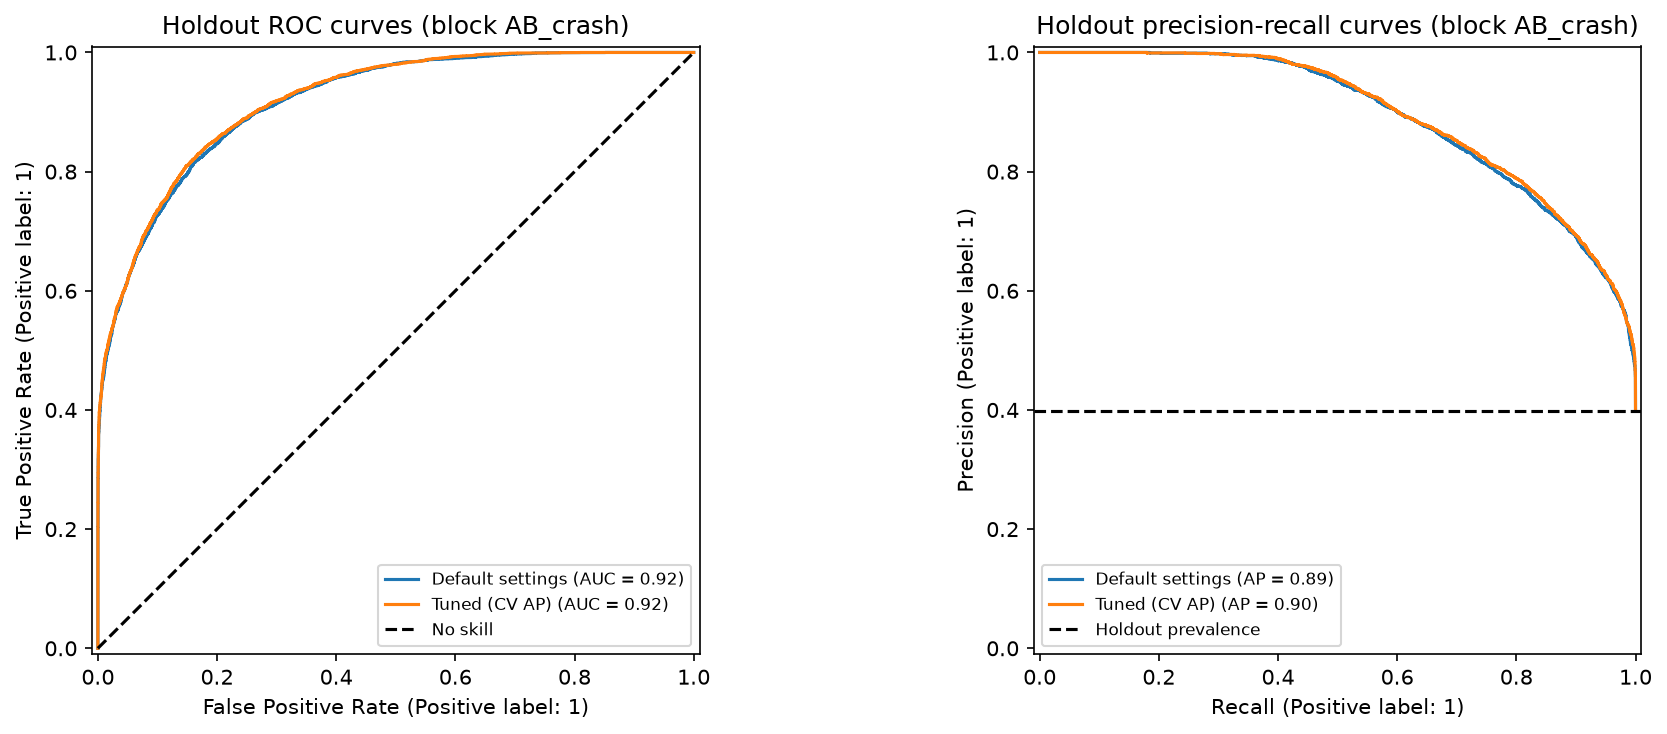 Holdout ROC curves (block AB_crash)
True Positive Rate (Positive label: 1)
1.0
0.8
0.6
0.4
0.2
0.0
0.0 0.2 0.4 0.6 0.8 1.0
False Positive Rate (Positive label: 1)
Default settings (AUC = 0.92)
Tuned (CV AP) (AUC = 0.92)
No skill
Holdout precision-recall curves (block AB_crash)
Precision (Positive label: 1)
1.0
0.8
0.6
0.4
0.2
0.0
0.0 0.2 0.4 0.6 0.8 1.0
Recall (Positive label: 1)
Default settings (AP = 0.89)
Tuned (CV AP) (AP = 0.90)
Holdout prevalence